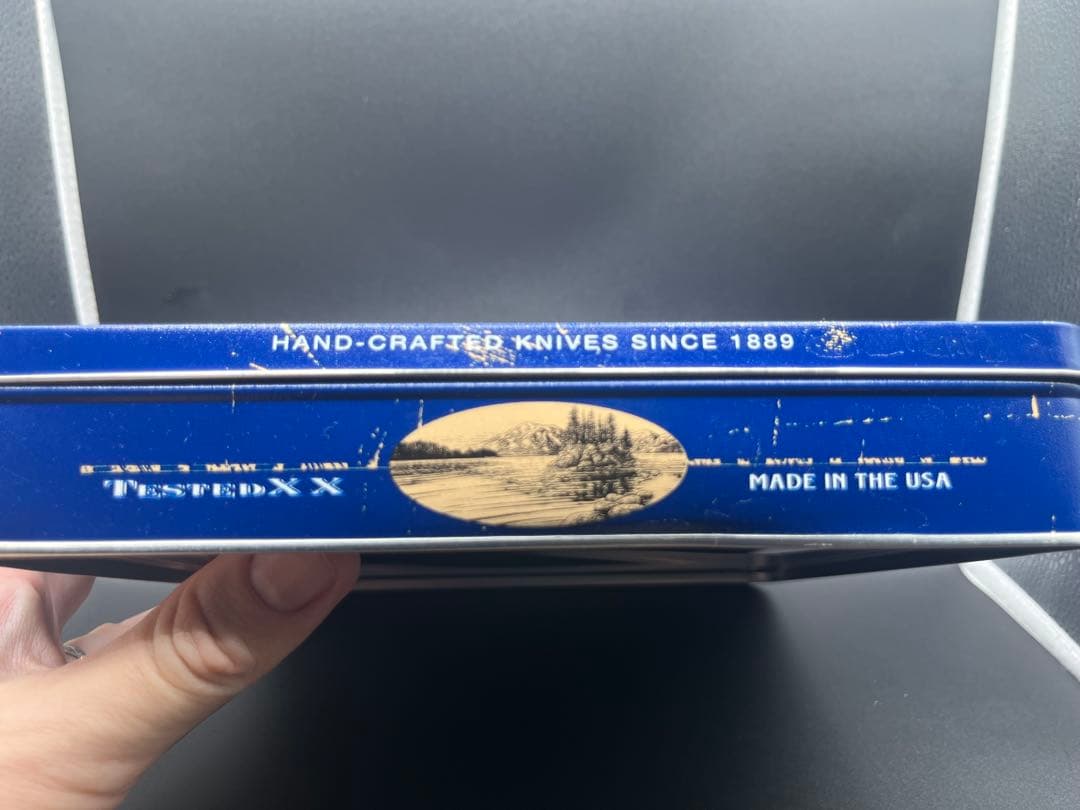 HAND-CRAFTED KNIVES SINCE 1889
TESTED X X
MADE IN THE USA